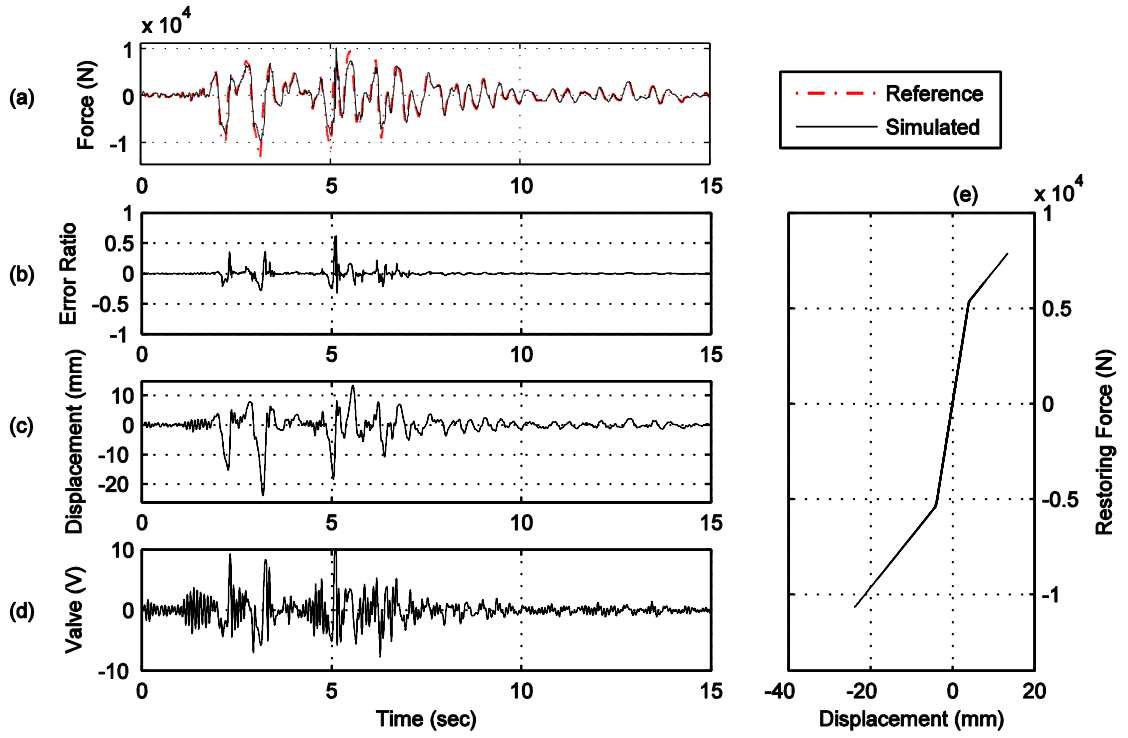 x 10^4
(a)
Force (N)
1
0
-1
0
5
10
15
Reference
Simulated
(b)
Error Ratio
1
0.5
0
-0.5
-1
0
5
10
15
(c)
Displacement (mm)
10
0
-10
-20
0
5
10
15
(d)
Valve (V)
10
0
-10
0
5
10
15
Time (sec)
(e)
x 10^4
1
0.5
0
-0.5
-1
Restoring Force (N)
-40
-20
0
20
Displacement (mm)